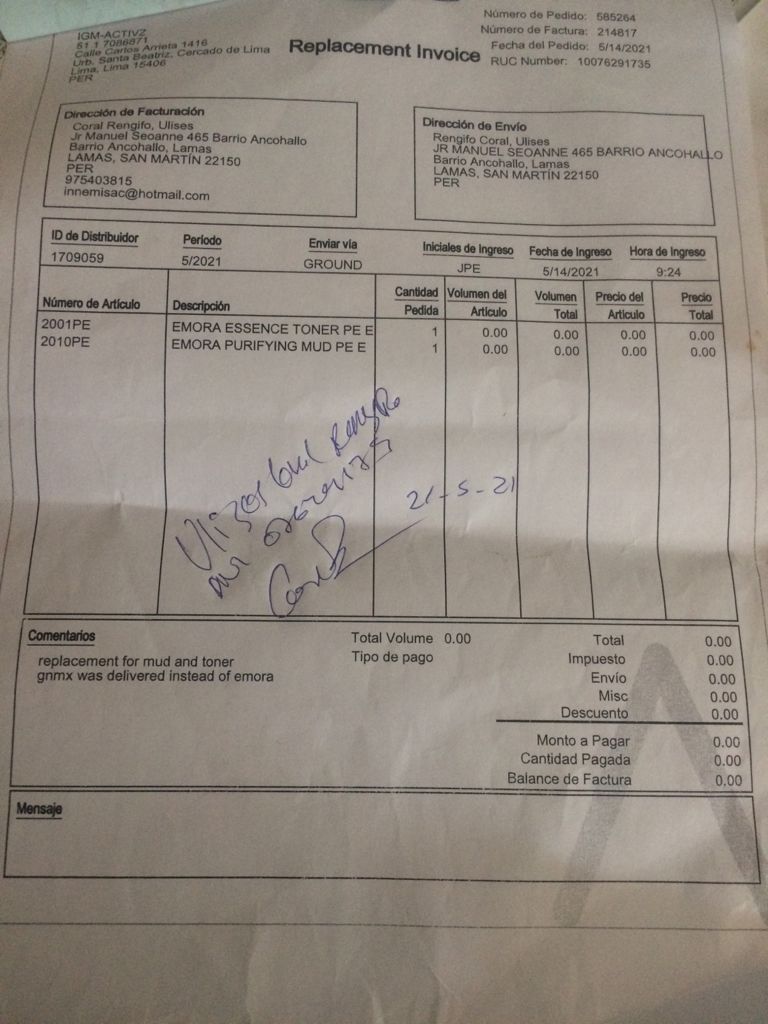 IGM-ACTIVZ
51 1 7086871
Calle Carlos Arrieta 1416
Urb. Santa Beatriz, Cercado de Lima
Lima, Lima 15406
PER
Replacement Invoice
Número de Pedido: 585264
Número de Factura: 214817
Fecha del Pedido: 5/14/2021
RUC Number: 10076291735
Dirección de Facturación
Coral Rengifo, Ulises
Jr Manuel Seoanne 465 Barrio Ancohallo
Barrio Ancohallo, Lamas
LAMAS, SAN MARTÍN 22150
PER
975403815
innemisac@hotmail.com
Dirección de Envío
Rengifo Coral, Ulises
JR MANUEL SEOANNE 465 BARRIO ANCOHALLO
Barrio Ancohallo, Lamas
LAMAS, SAN MARTÍN 22150
PER
ID de Distribuidor Periodo Enviar vía Iniciales de Ingreso Fecha de Ingreso Hora de Ingreso
1709059 5/2021 GROUND JPE 5/14/2021 9:24
Número de Artículo Descripción Cantidad Pedida Volumen del Artículo Volumen Total Precio del Artículo Precio Total
2001PE EMORA ESSENCE TONER PE E 1 0.00 0.00 0.00 0.00
2010PE EMORA PURIFYING MUD PE E 1 0.00 0.00 0.00 0.00
21-5-21
Comentarios
replacement for mud and toner
gnmx was delivered instead of emora
Total Volume 0.00
Tipo de pago
Total 0.00
Impuesto 0.00
Envío 0.00
Misc 0.00
Descuento 0.00
Monto a Pagar 0.00
Cantidad Pagada 0.00
Balance de Factura 0.00
Mensaje